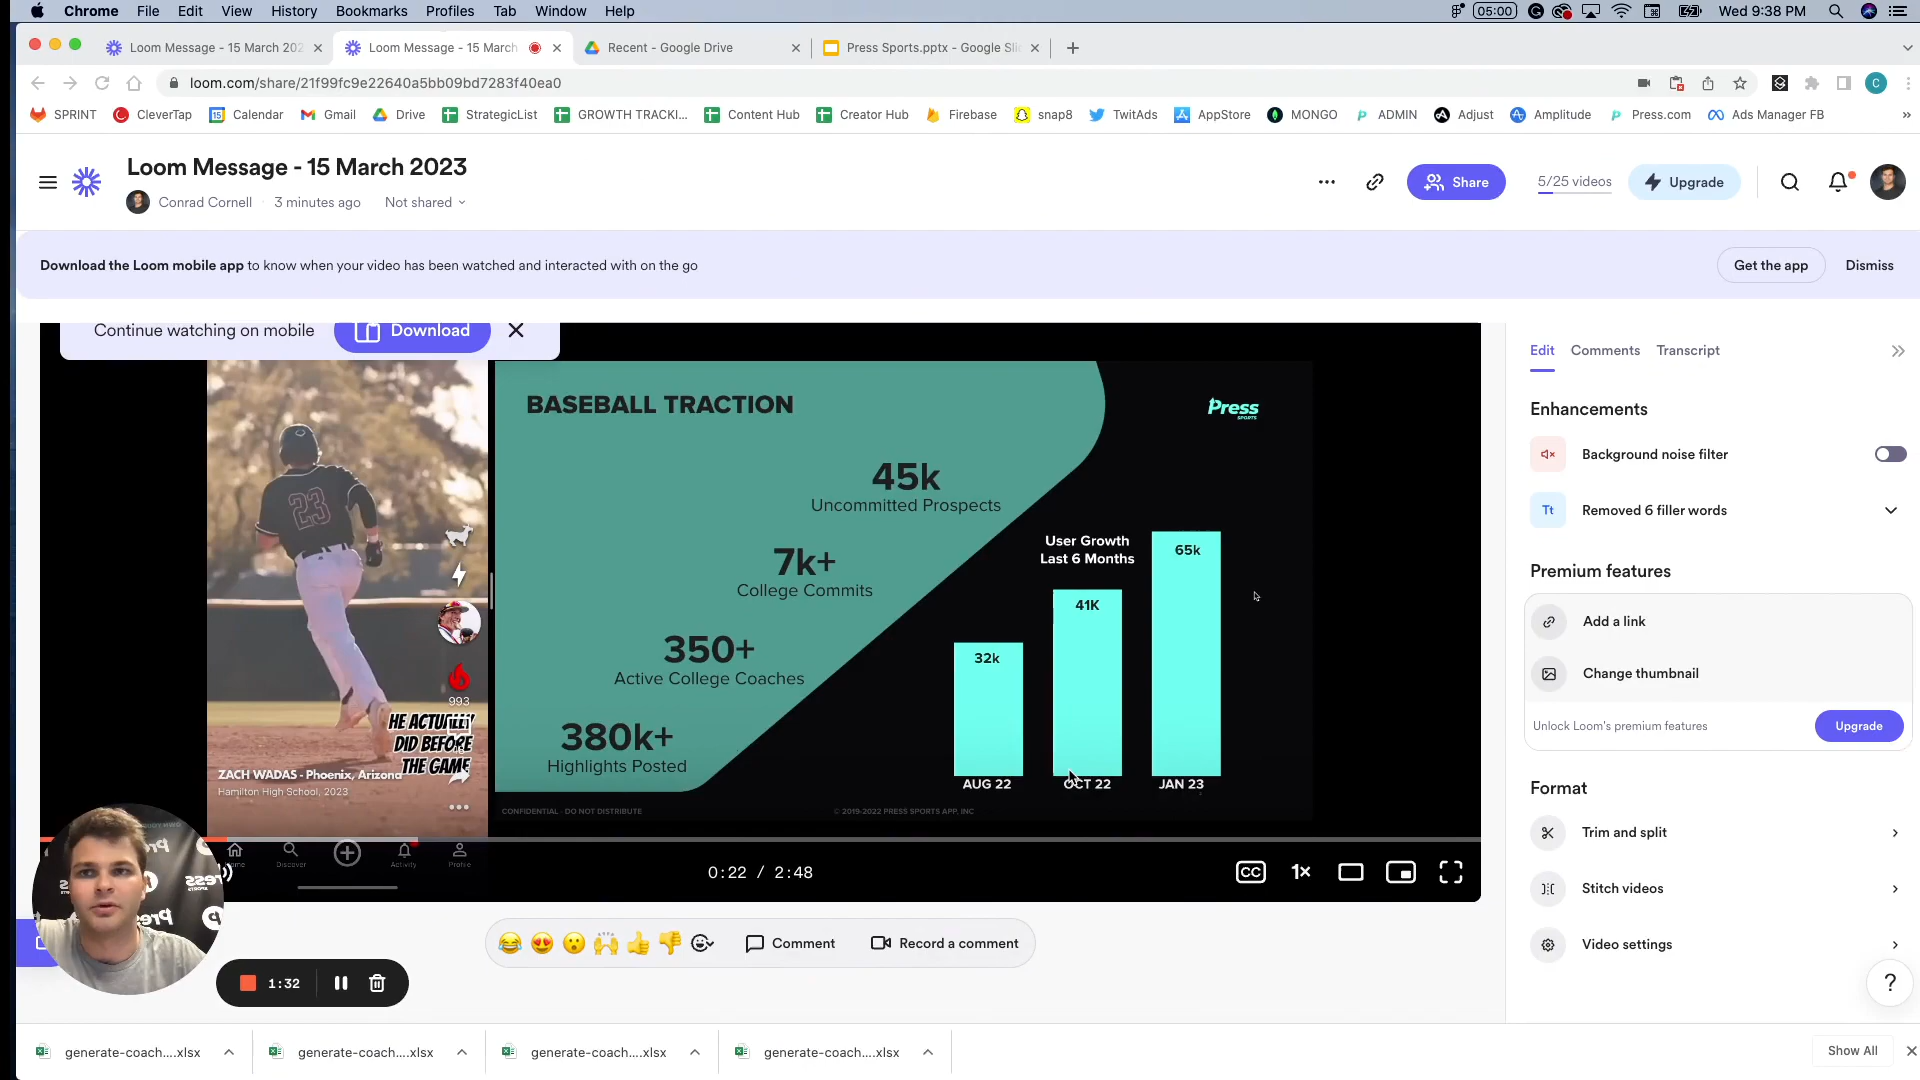 Chrome File Edit View History Bookmarks Profiles Tab Window Help
05:00
Wed 9:38 PM
Loom Message - 15 March 202
Loom Message - 15 March
Recent - Google Drive
Press Sports.pptx - Google Sli
loom.com/share/21f99fc9e22640a5bb09bd7283f40ea0
C
SPRINT
CleverTap
Calendar
Gmail
Drive
StrategicList
GROWTH TRACKI...
Content Hub
Creator Hub
Firebase
snap8
TwitAds
AppStore
MONGO
ADMIN
Adjust
Amplitude
Press.com
Ads Manager FB
Loom Message - 15 March 2023
Conrad Cornell
3 minutes ago
Not shared
Share
5/25 videos
Upgrade
Download the Loom mobile app to know when your video has been watched and interacted with on the go
Get the app
Dismiss
Continue watching on mobile
Download
23
993
HE ACTUALLY
DID BEFORE
THE GAME
ZACH WADAS - Phoenix, Arizona
Hamilton High School, 2023
Discover
Activity
Profile
BASEBALL TRACTION
Press
SPORTS
45k
Uncommitted Prospects
7k+
College Commits
350+
Active College Coaches
380k+
Highlights Posted
User Growth
Last 6 Months
32k
41K
65k
AUG 22
OCT 22
JAN 23
CONFIDENTIAL - DO NOT DISTRIBUTE
© 2019-2022 PRESS SPORTS APP, INC
0:22 / 2:48
CC
1×
Comment
Record a comment
1:32
Edit
Comments
Transcript
Enhancements
Background noise filter
Tt
Removed 6 filler words
Premium features
Add a link
Change thumbnail
Unlock Loom's premium features
Upgrade
Format
Trim and split
Stitch videos
Video settings
?
generate-coach....xlsx
generate-coach....xlsx
generate-coach....xlsx
generate-coach....xlsx
Show All